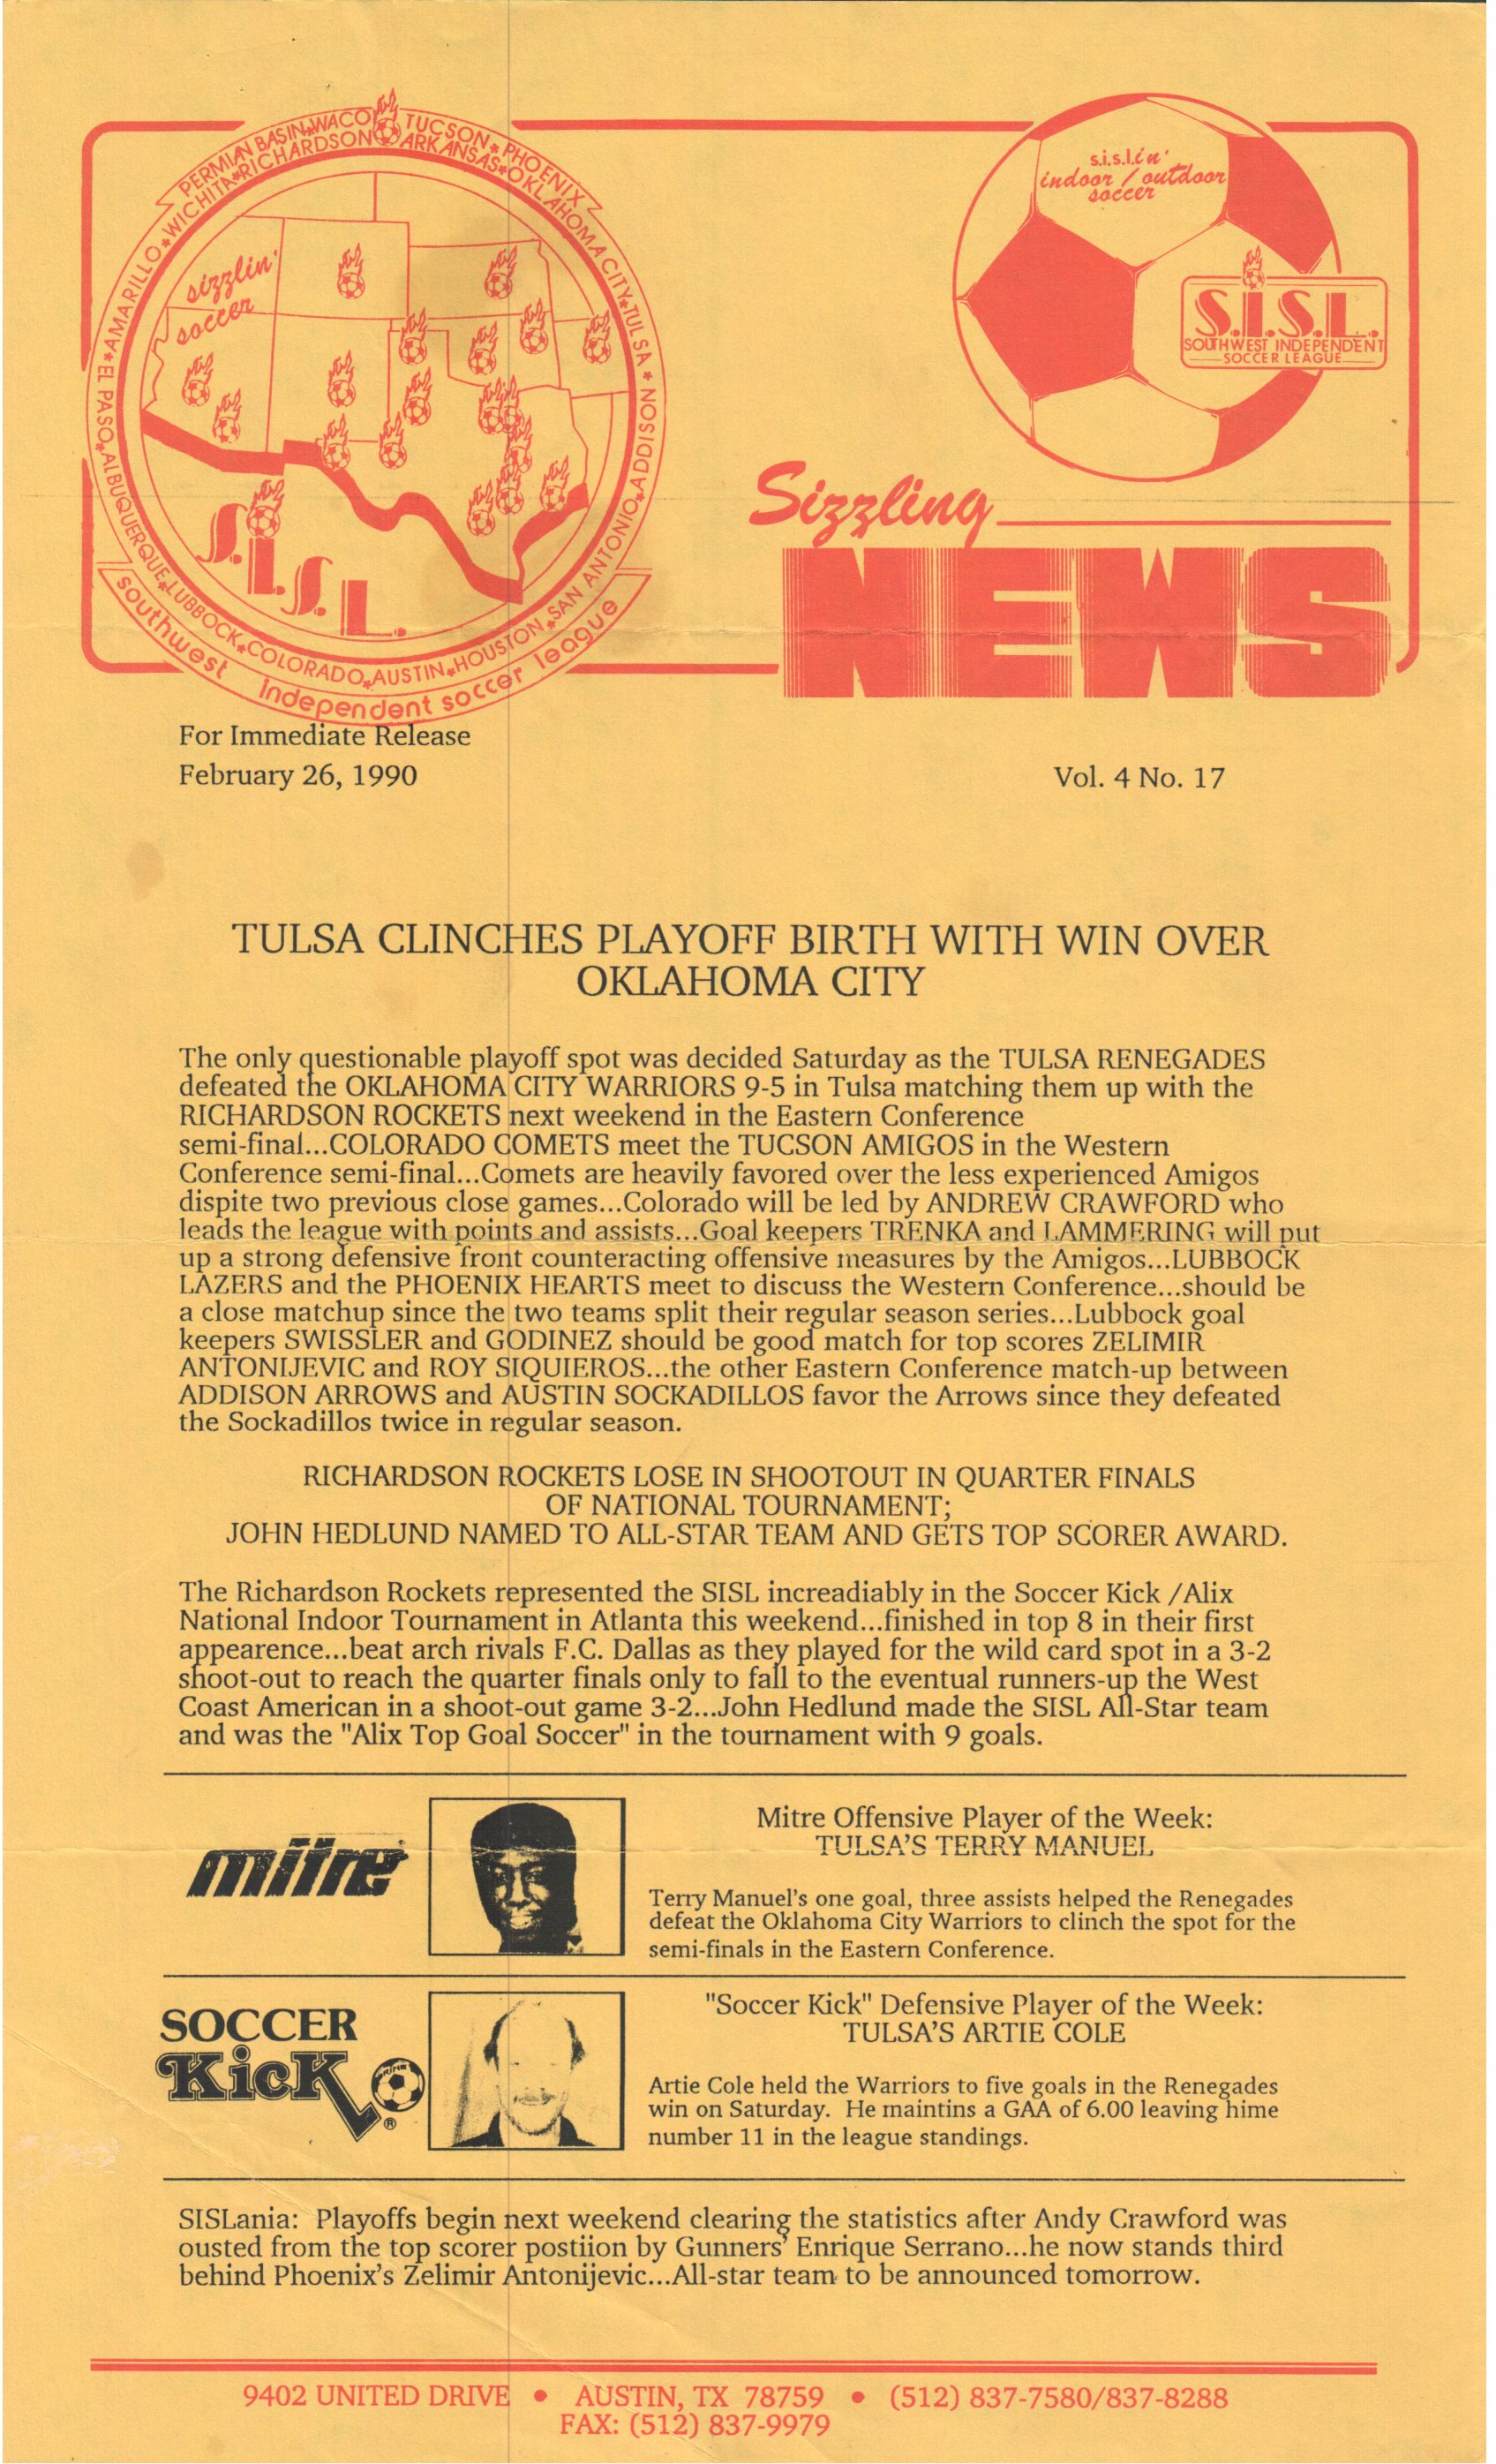 PERMIAN BASIN★WACO★TUCSON★PHOENIX
EL PASO★AMARILLO★WICHITA★RICHARDSON ARKANSAS★OKLAHOMA CITY★TULSA★ADDISON
ALBUQUERQUE★LUBBOCK★COLORADO★AUSTIN★HOUSTON★SAN ANTONIO
sizzlin'
soccer
S.I.S.L.
southwest independent soccer league
s.i.s.l.in'
indoor / outdoor
soccer
S.I.S.L.
SOUTHWEST INDEPENDENT
SOCCER LEAGUE
Sizzling
NEWS
For Immediate Release
February 26, 1990
Vol. 4 No. 17
TULSA CLINCHES PLAYOFF BIRTH WITH WIN OVER
OKLAHOMA CITY
The only questionable playoff spot was decided Saturday as the TULSA RENEGADES
defeated the OKLAHOMA CITY WARRIORS 9-5 in Tulsa matching them up with the
RICHARDSON ROCKETS next weekend in the Eastern Conference
semi-final...COLORADO COMETS meet the TUCSON AMIGOS in the Western
Conference semi-final...Comets are heavily favored over the less experienced Amigos
dispite two previous close games...Colorado will be led by ANDREW CRAWFORD who
leads the league with points and assists...Goal keepers TRENKA and LAMMERING will put
up a strong defensive front counteracting offensive measures by the Amigos...LUBBOCK
LAZERS and the PHOENIX HEARTS meet to discuss the Western Conference...should be
a close matchup since the two teams split their regular season series...Lubbock goal
keepers SWISSLER and GODINEZ should be good match for top scores ZELIMIR
ANTONIJEVIC and ROY SIQUIEROS...the other Eastern Conference match-up between
ADDISON ARROWS and AUSTIN SOCKADILLOS favor the Arrows since they defeated
the Sockadillos twice in regular season.
RICHARDSON ROCKETS LOSE IN SHOOTOUT IN QUARTER FINALS
OF NATIONAL TOURNAMENT;
JOHN HEDLUND NAMED TO ALL-STAR TEAM AND GETS TOP SCORER AWARD.
The Richardson Rockets represented the SISL increadiably in the Soccer Kick /Alix
National Indoor Tournament in Atlanta this weekend...finished in top 8 in their first
appearence...beat arch rivals F.C. Dallas as they played for the wild card spot in a 3-2
shoot-out to reach the quarter finals only to fall to the eventual runners-up the West
Coast American in a shoot-out game 3-2...John Hedlund made the SISL All-Star team
and was the "Alix Top Goal Soccer" in the tournament with 9 goals.
mitre
Mitre Offensive Player of the Week:
TULSA'S TERRY MANUEL
Terry Manuel's one goal, three assists helped the Renegades
defeat the Oklahoma City Warriors to clinch the spot for the
semi-finals in the Eastern Conference.
SOCCER
KicK ®
"Soccer Kick" Defensive Player of the Week:
TULSA'S ARTIE COLE
Artie Cole held the Warriors to five goals in the Renegades
win on Saturday. He maintins a GAA of 6.00 leaving hime
number 11 in the league standings.
SISLania: Playoffs begin next weekend clearing the statistics after Andy Crawford was
ousted from the top scorer postiion by Gunners' Enrique Serrano...he now stands third
behind Phoenix's Zelimir Antonijevic...All-star team to be announced tomorrow.
9402 UNITED DRIVE • AUSTIN, TX 78759 • (512) 837-7580/837-8288
FAX: (512) 837-9979